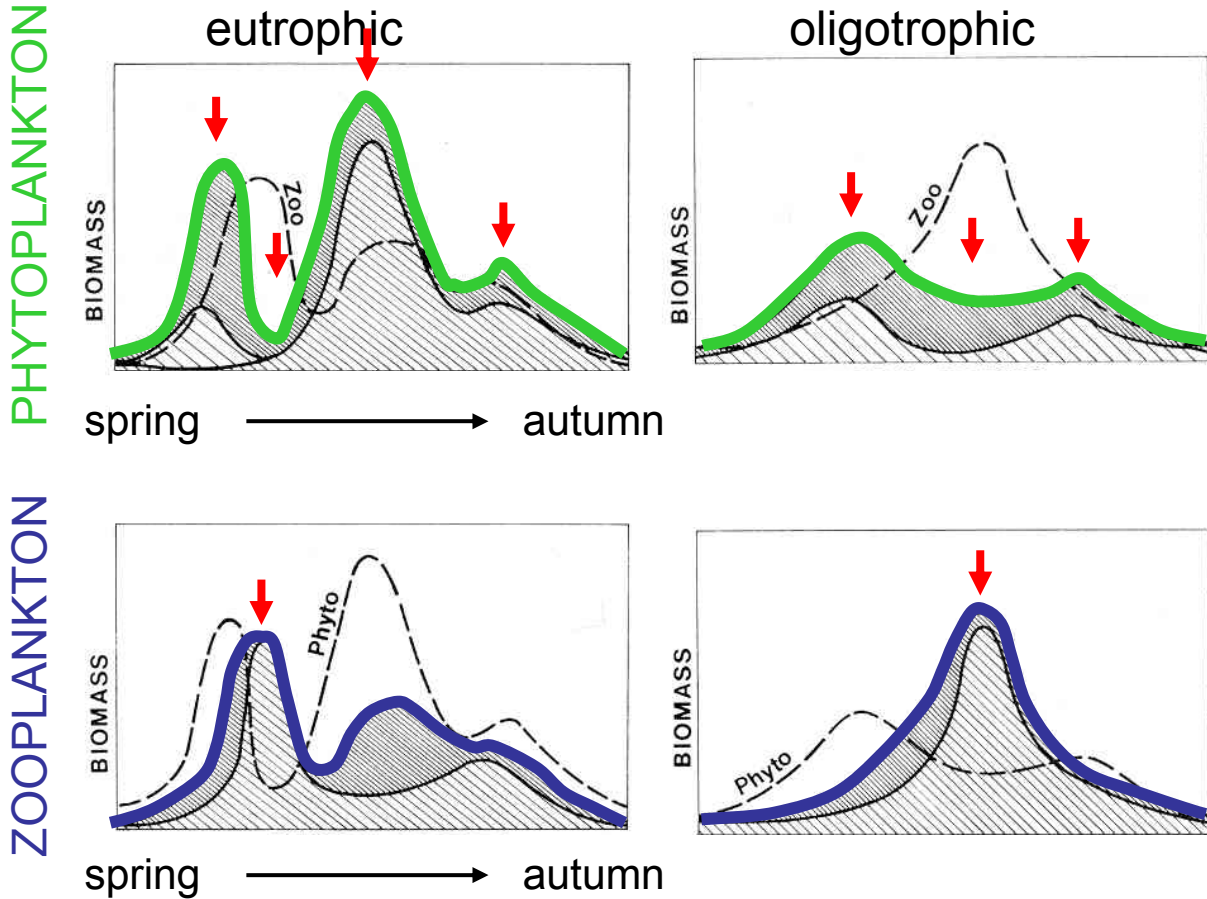 eutrophic
oligotrophic
PHYTOPLANKTON
BIOMASS
Zoo
BIOMASS
Zoo
spring
autumn
ZOOPLANKTON
BIOMASS
Phyto
BIOMASS
Phyto
spring
autumn